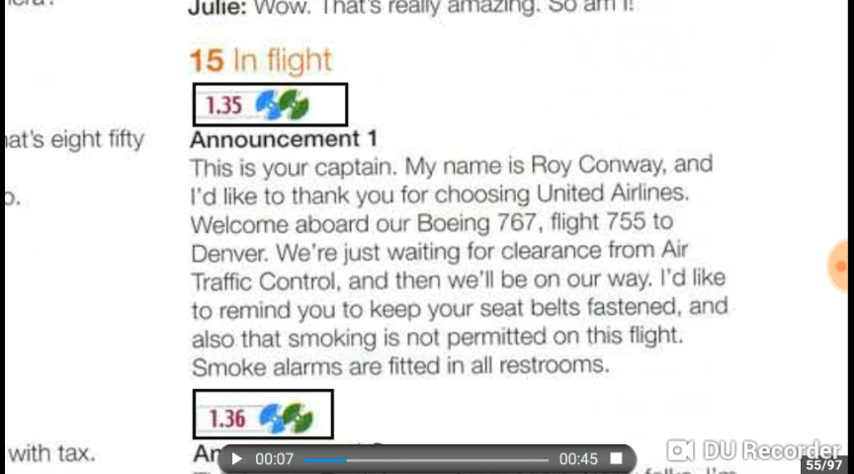 Julie: Wow. That's really amazing. So am I!
15 In flight
1.35
Announcement 1
at's eight fifty
This is your captain. My name is Roy Conway, and
I'd like to thank you for choosing United Airlines.
Welcome aboard our Boeing 767, flight 755 to
Denver. We're just waiting for clearance from Air
Traffic Control, and then we'll be on our way. I'd like
to remind you to keep your seat belts fastened, and
also that smoking is not permitted on this flight.
Smoke alarms are fitted in all restrooms.
1.36
with tax.
An
00:07
00:45
DU Recorder
55/97